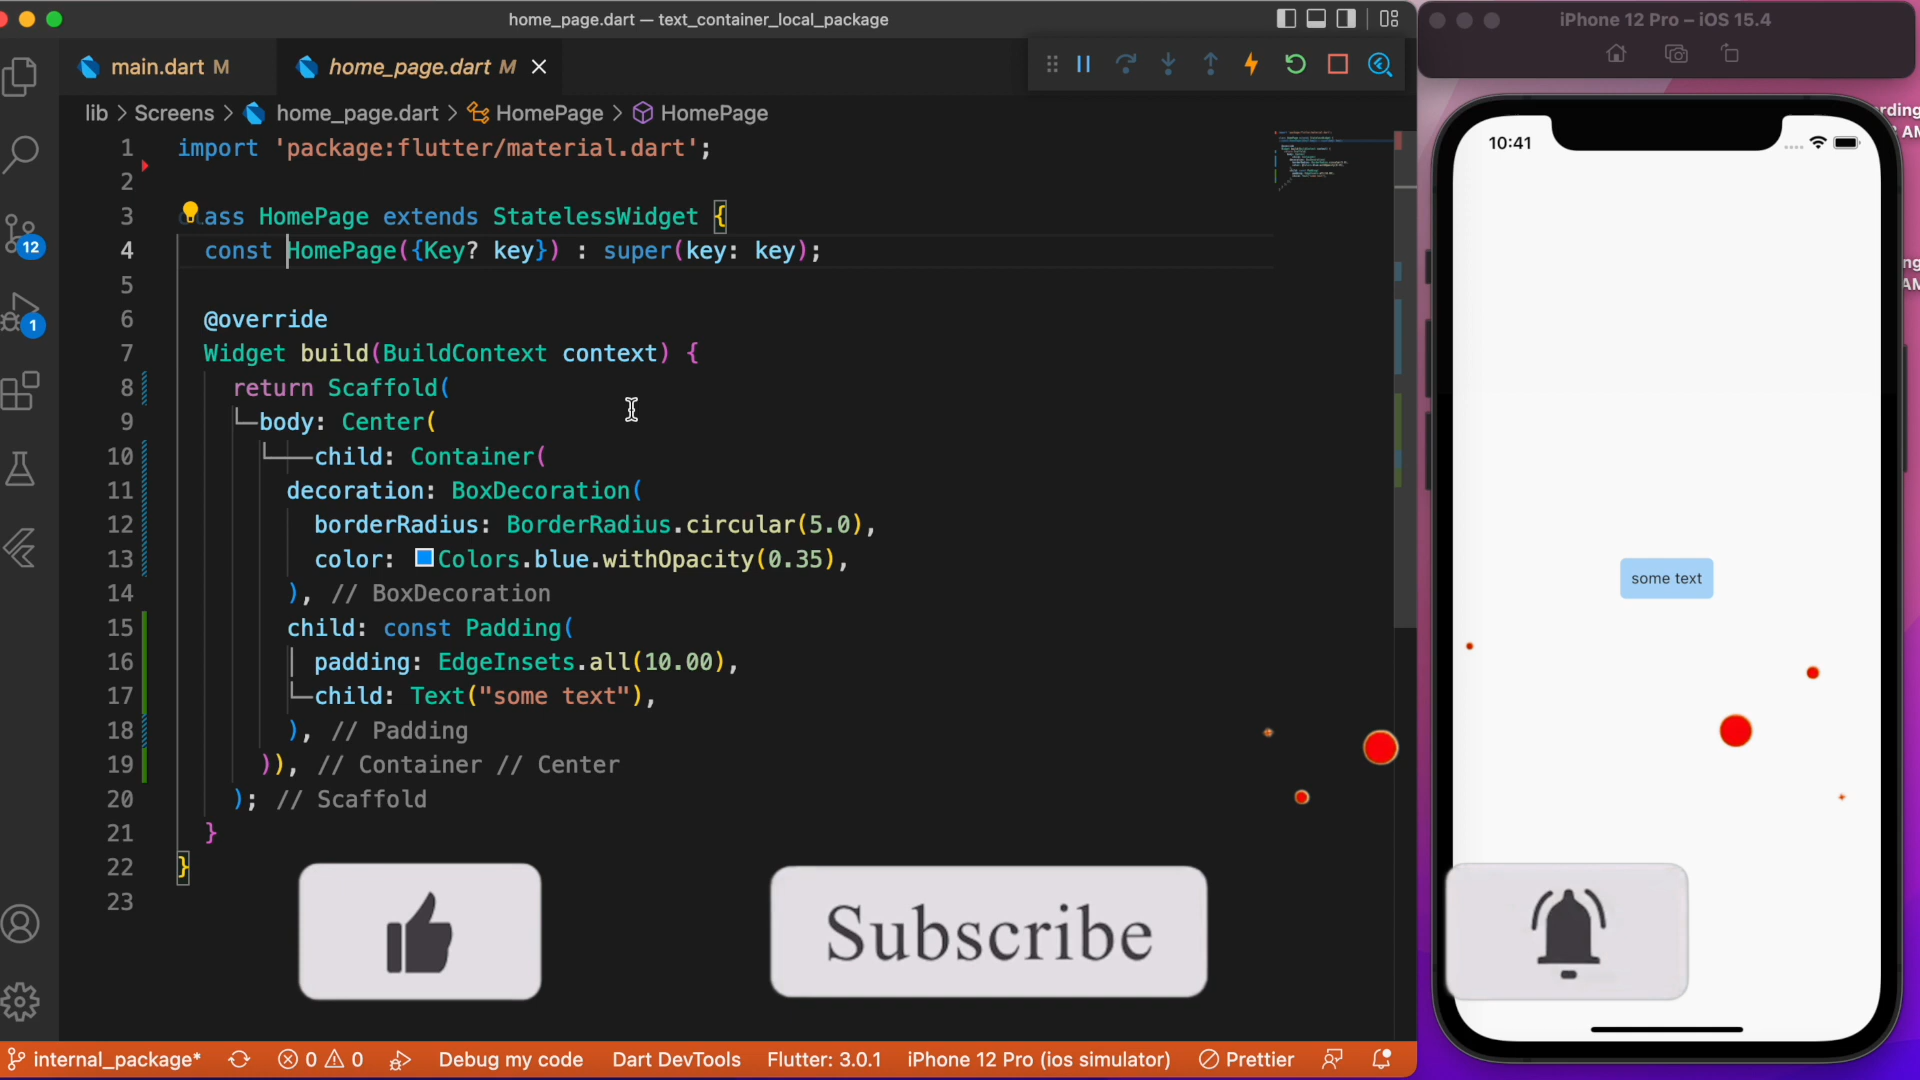 home_page.dart — text_container_local_package
iPhone 12 Pro – iOS 15.4
main.dart M
home_page.dart M
lib > Screens > home_page.dart > HomePage > HomePage
1 import 'package:flutter/material.dart';
2
3 ass HomePage extends StatelessWidget {
4 const HomePage({Key? key}) : super(key: key);
5
6 @override
7 Widget build(BuildContext context) {
8 return Scaffold(
9 body: Center(
10 child: Container(
11 decoration: BoxDecoration(
12 borderRadius: BorderRadius.circular(5.0),
13 color: Colors.blue.withOpacity(0.35),
14 ), // BoxDecoration
15 child: const Padding(
16 padding: EdgeInsets.all(10.00),
17 child: Text("some text"),
18 ), // Padding
19 )), // Container // Center
20 ); // Scaffold
21 }
22 }
23
12
1
10:41
some text
Subscribe
internal_package* 0 0 Debug my code Dart DevTools Flutter: 3.0.1 iPhone 12 Pro (ios simulator) Prettier